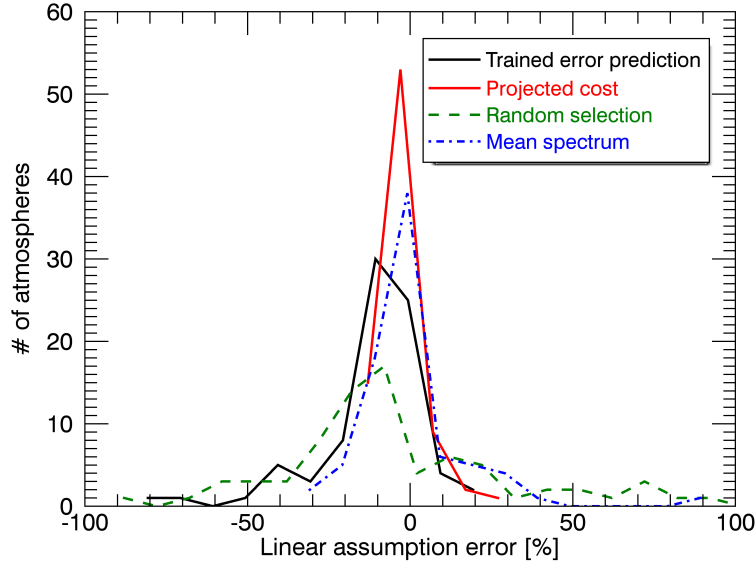 60
50
40
30
20
10
0
# of atmospheres
Trained error prediction
Projected cost
Random selection
Mean spectrum
-100 -50 0 50 100
Linear assumption error [%]